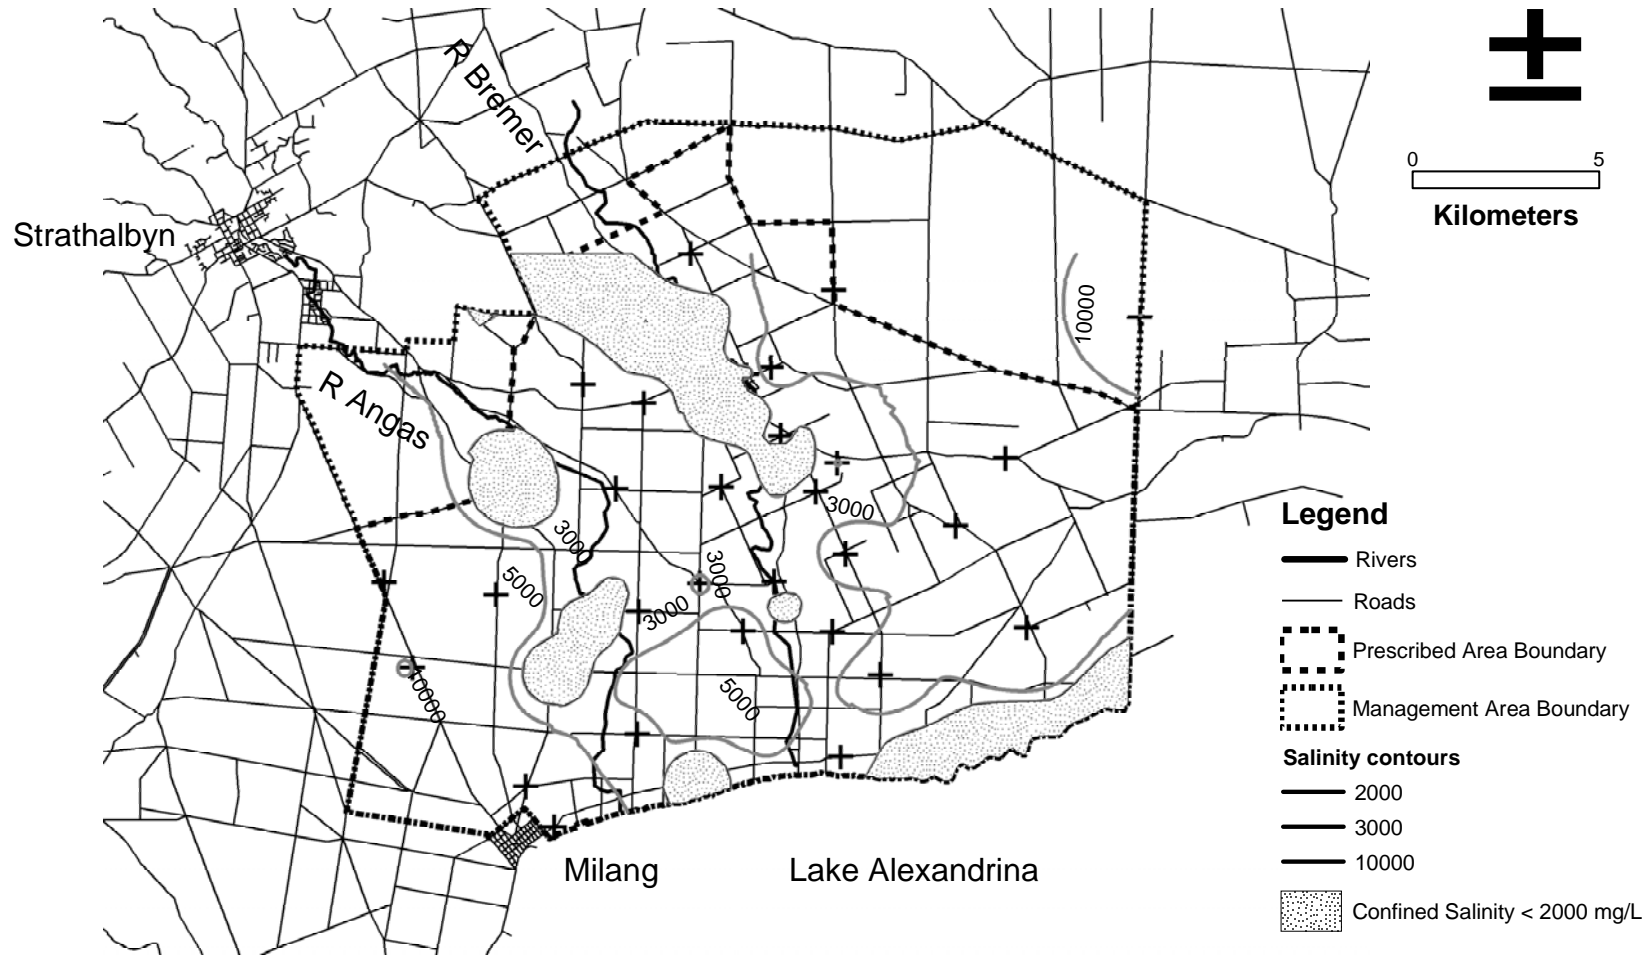 R Bremer
0 5
Kilometers
Strathalbyn
10000
R Angas
3000
3000
5000
3000
3000
10000
5000
Milang
Lake Alexandrina
Legend
Rivers
Roads
Prescribed Area Boundary
Management Area Boundary
Salinity contours
2000
3000
10000
Confined Salinity < 2000 mg/L